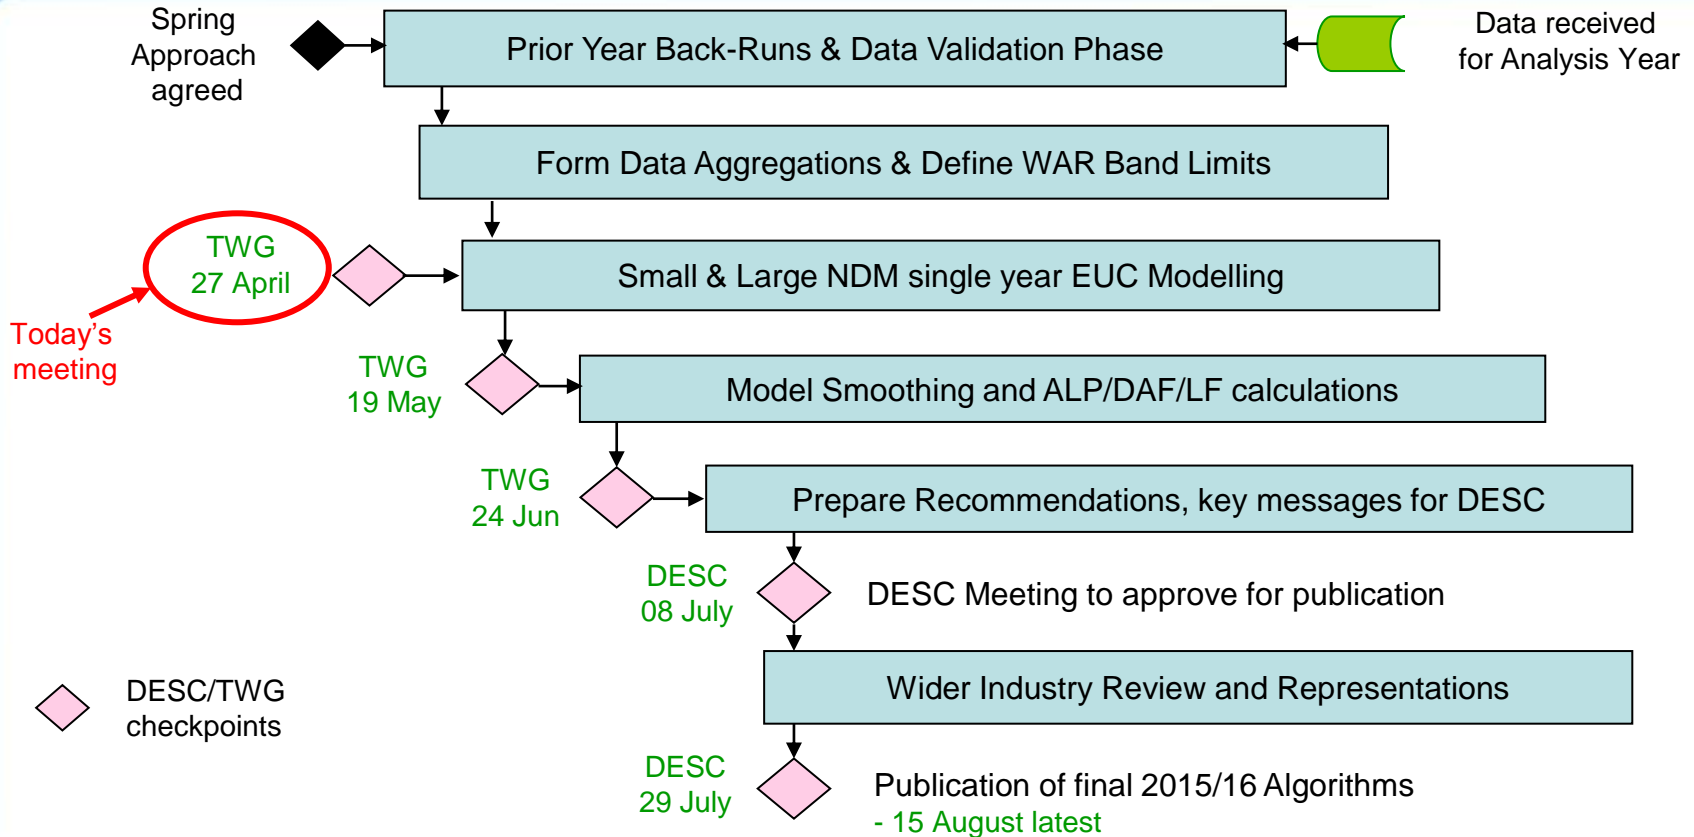 Spring
Approach
agreed
Prior Year Back-Runs & Data Validation Phase
Data received
for Analysis Year
Form Data Aggregations & Define WAR Band Limits
TWG
27 April
Small & Large NDM single year EUC Modelling
Today's
meeting
TWG
19 May
Model Smoothing and ALP/DAF/LF calculations
TWG
24 Jun
Prepare Recommendations, key messages for DESC
DESC
08 July
DESC Meeting to approve for publication
Wider Industry Review and Representations
DESC/TWG
checkpoints
DESC
29 July
Publication of final 2015/16 Algorithms
- 15 August latest